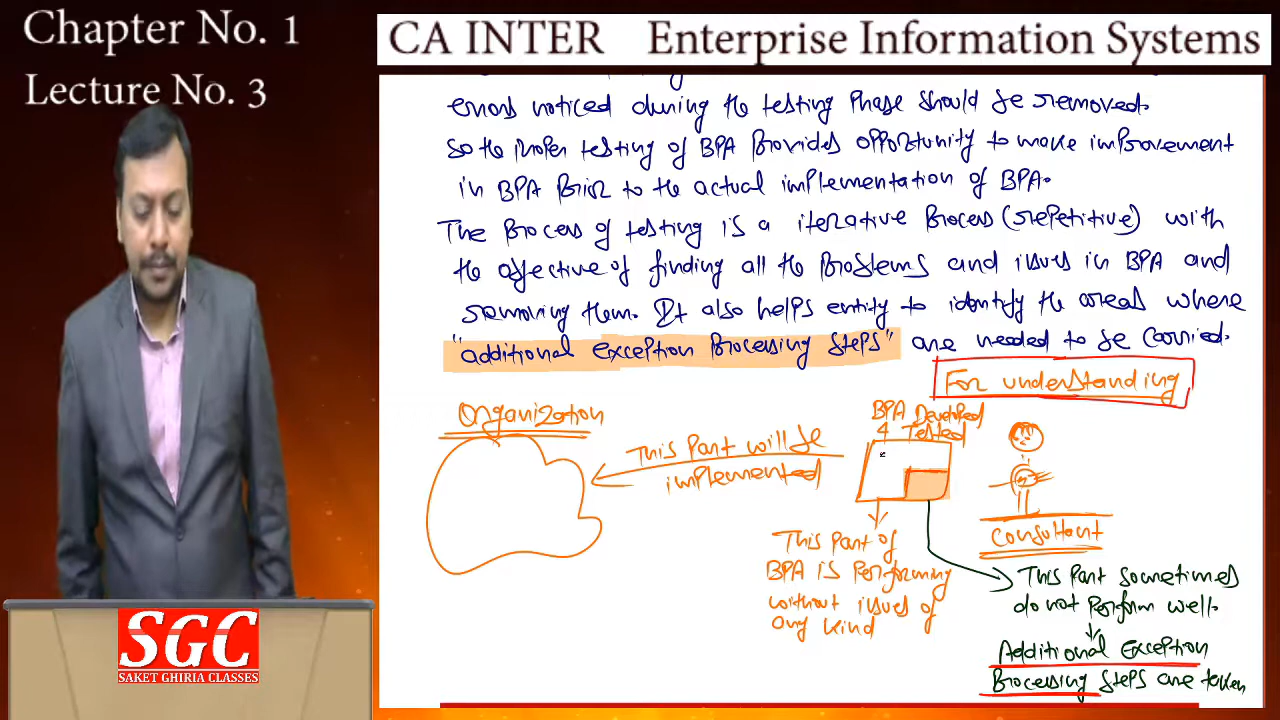 Chapter No. 1
Lecture No. 3
CA INTER Enterprise Information Systems
errors noticed during the testing Phase should be removed.
so the Proper testing of BPA Provides opportunity to make improvement
in BPA Prior to the actual implementation of BPA.
The Process of testing is a iterative Process (repetitive) with
the objective of finding all the Problems and issues in BPA and
removing them. It also helps entity to identify the areas where
"additional exception Processing Steps" are needed to be carried.
For understanding
Organization
This Part will be
implemented
BPA Developed
& Tested
Consultant
This Part of
BPA is Performing
without issues of
any kind
This Part sometimes
do not Perform well.
Additional Exception
Processing Steps are taken
SGC
SAKET GHIRIA CLASSES